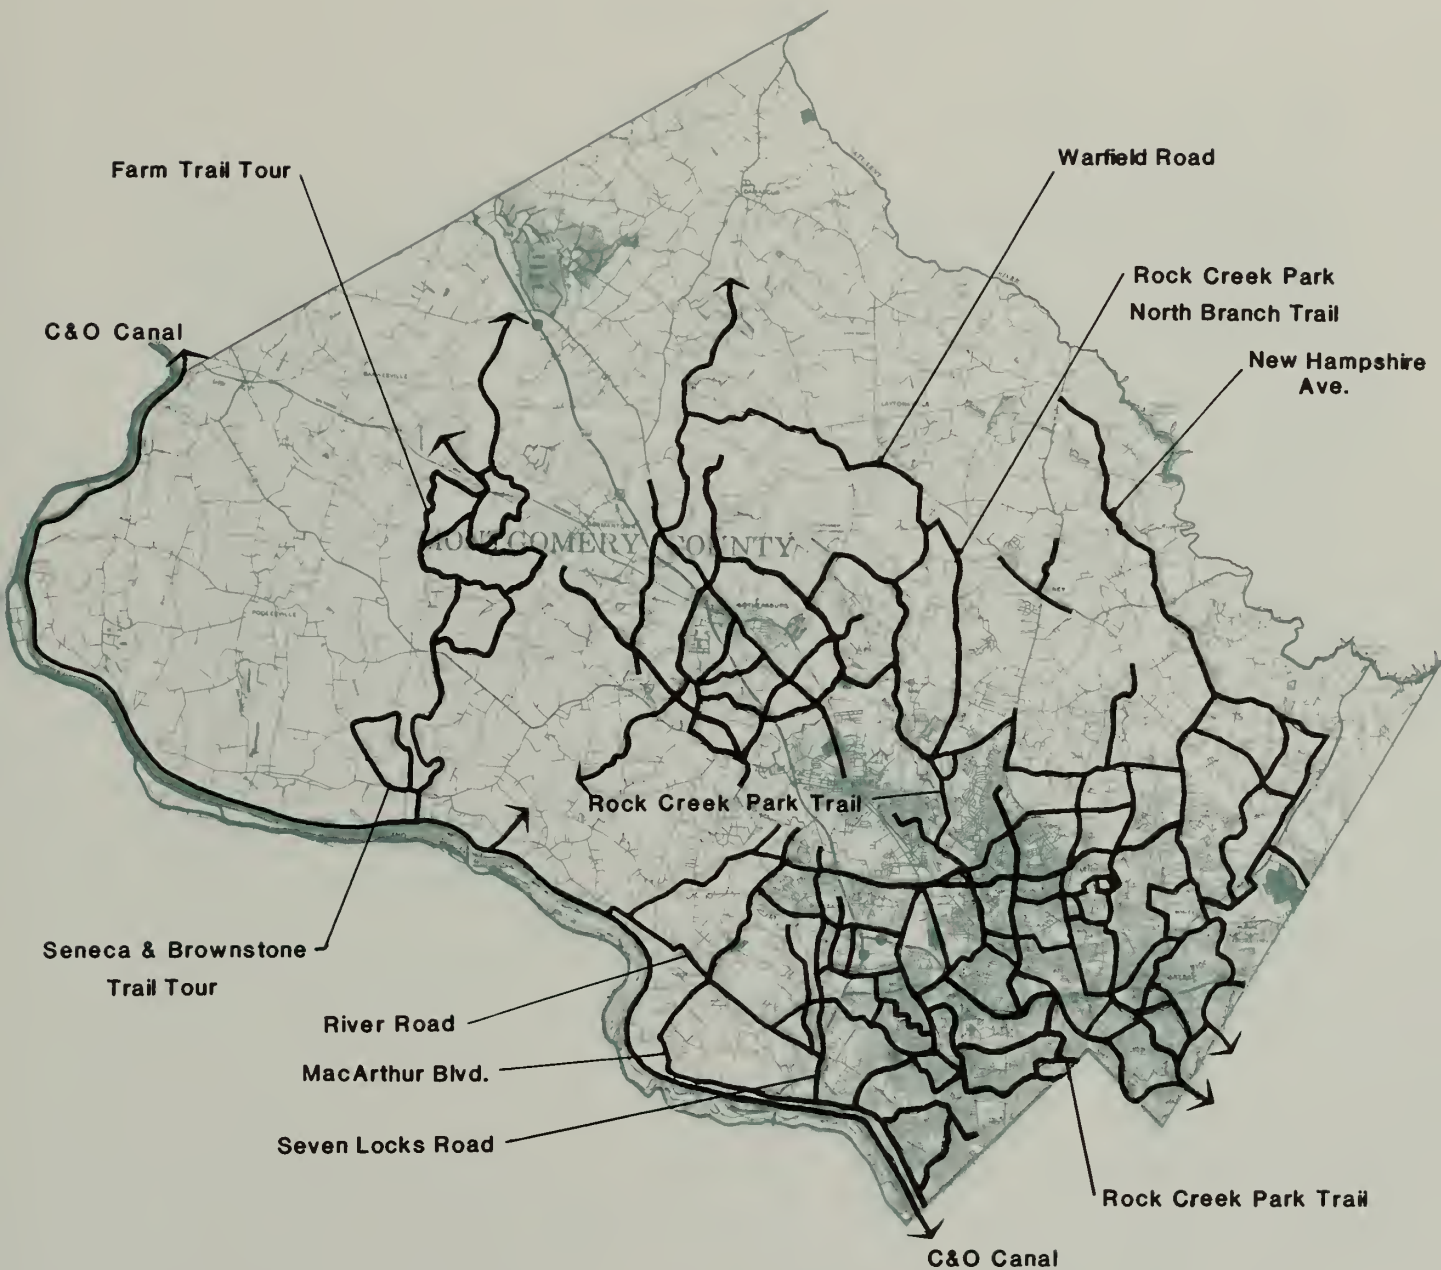 Farm Trail Tour
Warfield Road
Rock Creek Park
North Branch Trail
C&O Canal
New Hampshire
Ave.
MONTGOMERY COUNTY
Rock Creek Park Trail
Seneca & Brownstone
Trail Tour
River Road
MacArthur Blvd.
Seven Locks Road
Rock Creek Park Trail
C&O Canal